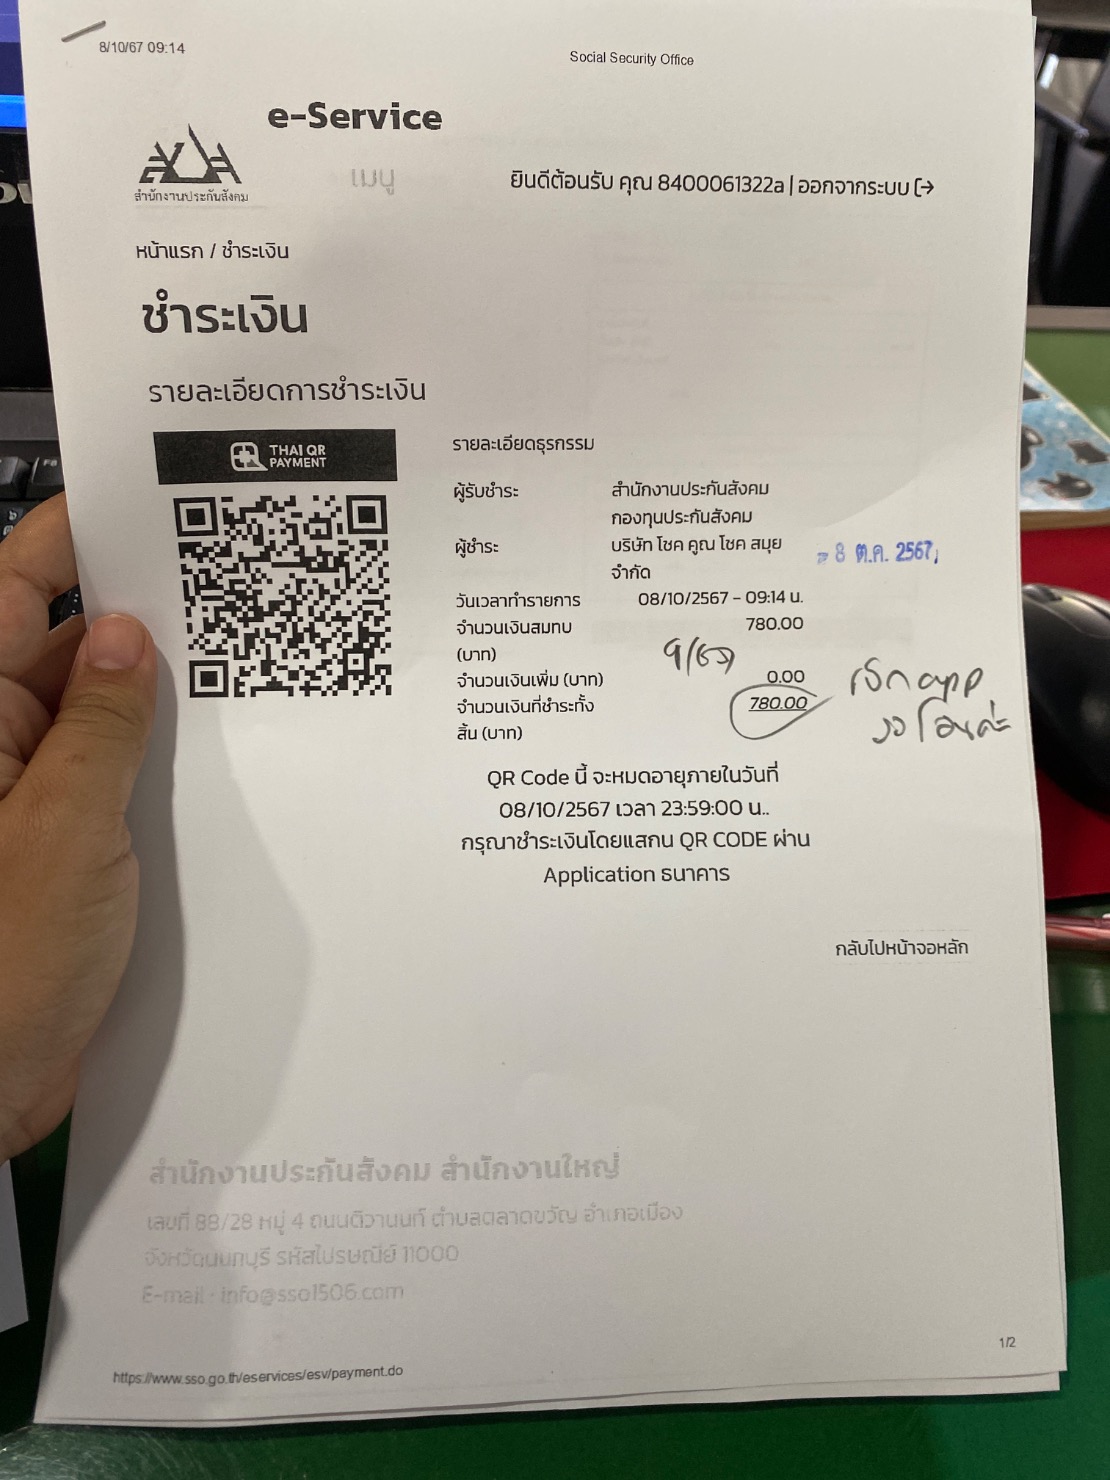 8/10/67 09:14
Social Security Office
e-Service
สำนักงานประกันสังคม
เมนู
ยินดีต้อนรับ คุณ 8400061322a | ออกจากระบบ
หน้าแรก / ชำระเงิน
ชำระเงิน
รายละเอียดการชำระเงิน
THAI QR
PAYMENT
รายละเอียดธุรกรรม
ผู้รับชำระ สำนักงานประกันสังคม
กองทุนประกันสังคม
ผู้ชำระ บริษัท โชค คูณ โชค สมุย
จำกัด
8 ต.ค. 2567
วันเวลาทำรายการ 08/10/2567 - 09:14 น.
จำนวนเงินสมทบ 780.00
(บาท)
9/67
จำนวนเงินเพิ่ม (บาท) 0.00
จำนวนเงินที่ชำระทั้ง 780.00
สิ้น (บาท)
QR Code นี้ จะหมดอายุภายในวันที่
08/10/2567 เวลา 23:59:00 น..
กรุณาชำระเงินโดยแสกน QR CODE ผ่าน
Application ธนาคาร
กลับไปหน้าจอหลัก
สำนักงานประกันสังคม สำนักงานใหญ่
เลขที่ 88/28 หมู่ 4 ถนนติวานนท์ ตำบลตลาดขวัญ อำเภอเมือง
จังหวัดนนทบุรี รหัสไปรษณีย์ 11000
E-mail : info@sso1506.com
1/2
https://www.sso.go.th/eservices/esv/payment.do